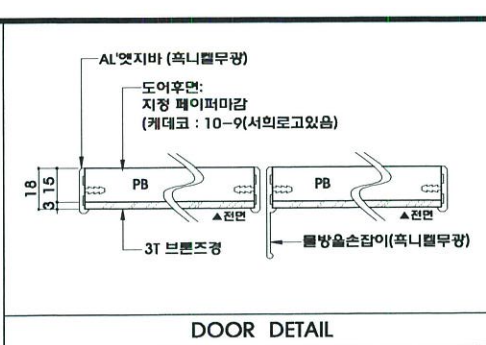 AL'엣지바 (흑니켈무광)
도어후면:
지정 페이퍼마감
(케데코 : 10-9(서희로고있음)
18
15
3
PB
PB
▲전면
▲전면
3T 브론즈경
물방울손잡이(흑니켈무광)
DOOR DETAIL